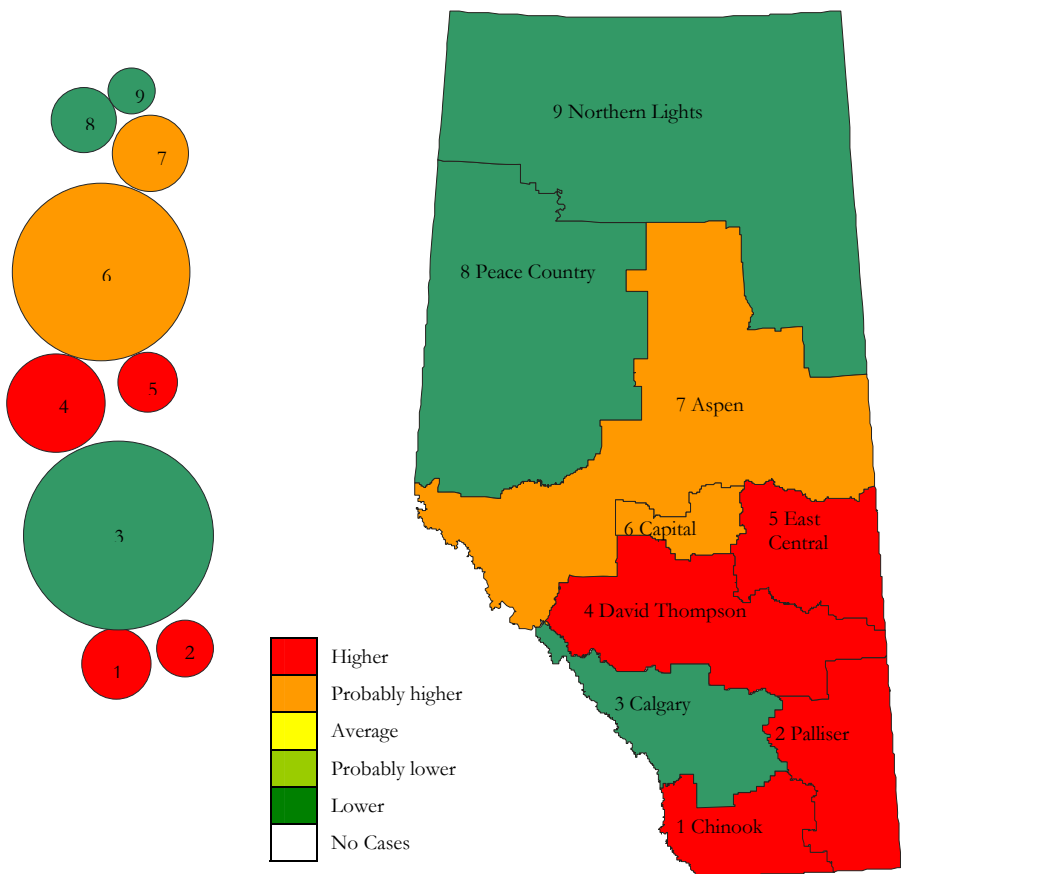 9
8
7
6
5
4
3
2
1
9 Northern Lights
8 Peace Country
7 Aspen
6 Capital
5 East
Central
4 David Thompson
3 Calgary
2 Palliser
1 Chinook
Higher
Probably higher
Average
Probably lower
Lower
No Cases